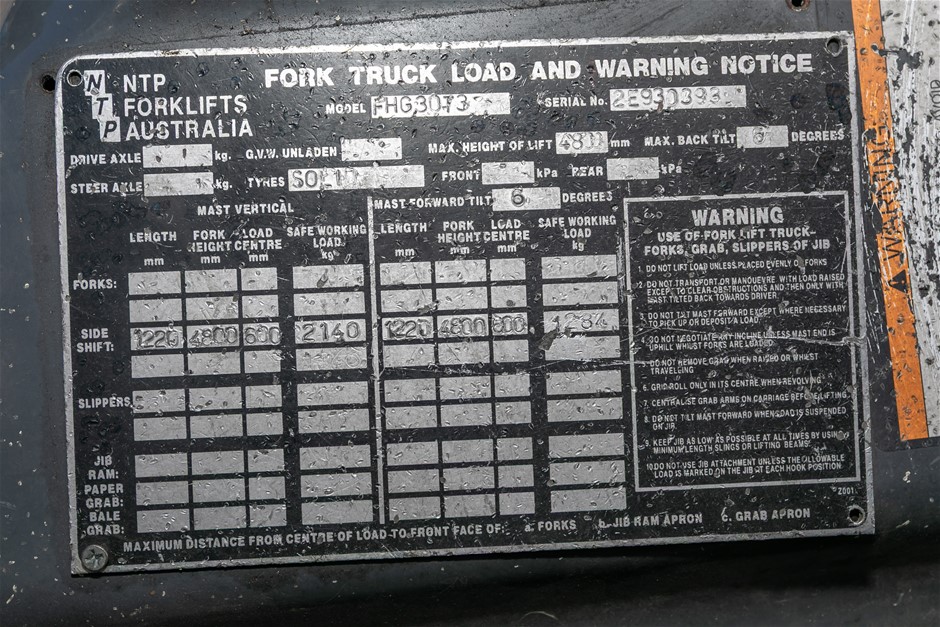 NTP
NTP
FORKLIFTS
AUSTRALIA
FORK TRUCK LOAD AND WARNING NOTICE
MODEL FHG30T3 SERIAL No.
DRIVE AXLE kg. G.V.W. UNLADEN MAX. HEIGHT OF LIFT 4800 mm MAX. BACK TILT 6 DEGREES
STEER AXLE kg. TYRES SOLID FRONT kPa REAR kPa
MAST VERTICAL MAST FORWARD TILT 6 DEGREES
LENGTH mm FORK HEIGHT mm LOAD CENTRE mm SAFE WORKING LOAD kg LENGTH mm FORK HEIGHT mm LOAD CENTRE mm SAFE WORKING LOAD kg
FORKS:
SIDE SHIFT: 1220 4800 600 2140 1220 4800 600 1284
SLIPPERS
JIB RAM:
PAPER GRAB:
BALE GRAB:
MAXIMUM DISTANCE FROM CENTRE OF LOAD TO FRONT FACE OF: a. FORKS b. JIB RAM APRON c. GRAB APRON
WARNING
USE OF FORK LIFT TRUCK-
FORKS, GRAB, SLIPPERS OF JIB
1. DO NOT LIFT LOAD UNLESS PLACED EVENLY O FORKS
2. DO NOT TRANSPORT OR MANOEUVRE WITH LOAD RAISED
EXCEPT TO CLEAR OBSTRUCTIONS AND THEN ONLY WITH
MAST TILTED BACK TOWARDS DRIVER.
3. DO NOT TILT MAST FORWARD EXCEPT WHERE NECESSARY
TO PICK UP OR DEPOSIT A LOAD.
4. DO NOT NEGOTIATE ANY INCLINE UNLESS MAST END IS
UPHILL WHILST FORKS ARE LOADED.
5. DO NOT REMOVE GRAB WHEN RAISED OR WHILST
TRAVELLING
6. GRID ROLL ONLY IN ITS CENTRE WHEN REVOLVING
7. CENTRALISE GRAB ARMS ON CARRIAGE BEFORE LIFTING
8. DO NOT TILT MAST FORWARD WHEN LOAD IS SUSPENDED
ON JIB.
9. KEEP JIB AS LOW AS POSSIBLE AT ALL TIMES BY USING
MINIMUM LENGTH SLINGS OR LIFTING BEAMS.
10. DO NOT USE JIB ATTACHMENT UNLESS THE ALLOWABLE
LOAD IS MARKED ON THE JIB AT EACH HOOK POSITION
Z001
WARNING